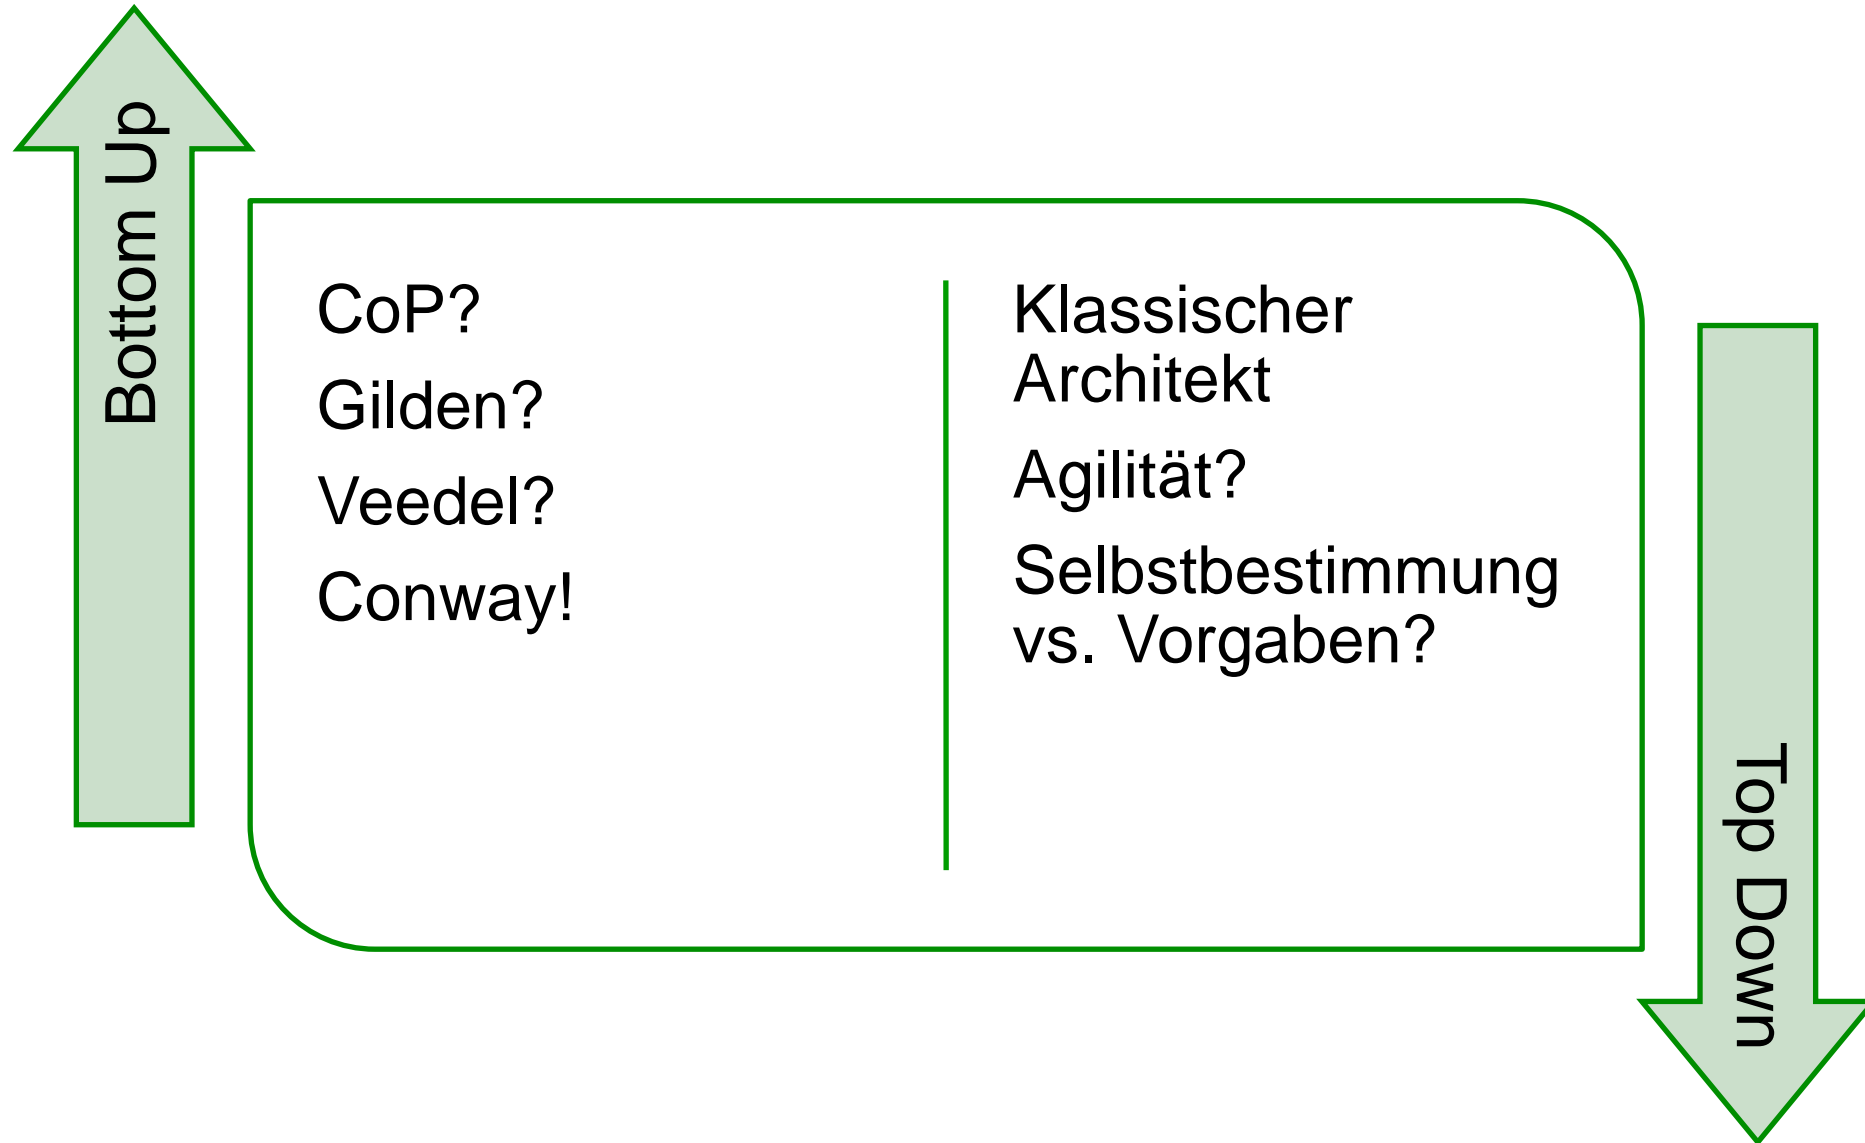 Bottom Up
CoP?
Gilden?
Veedel?
Conway!
Klassischer
Architekt
Agilität?
Selbstbestimmung
vs. Vorgaben?
Top Down